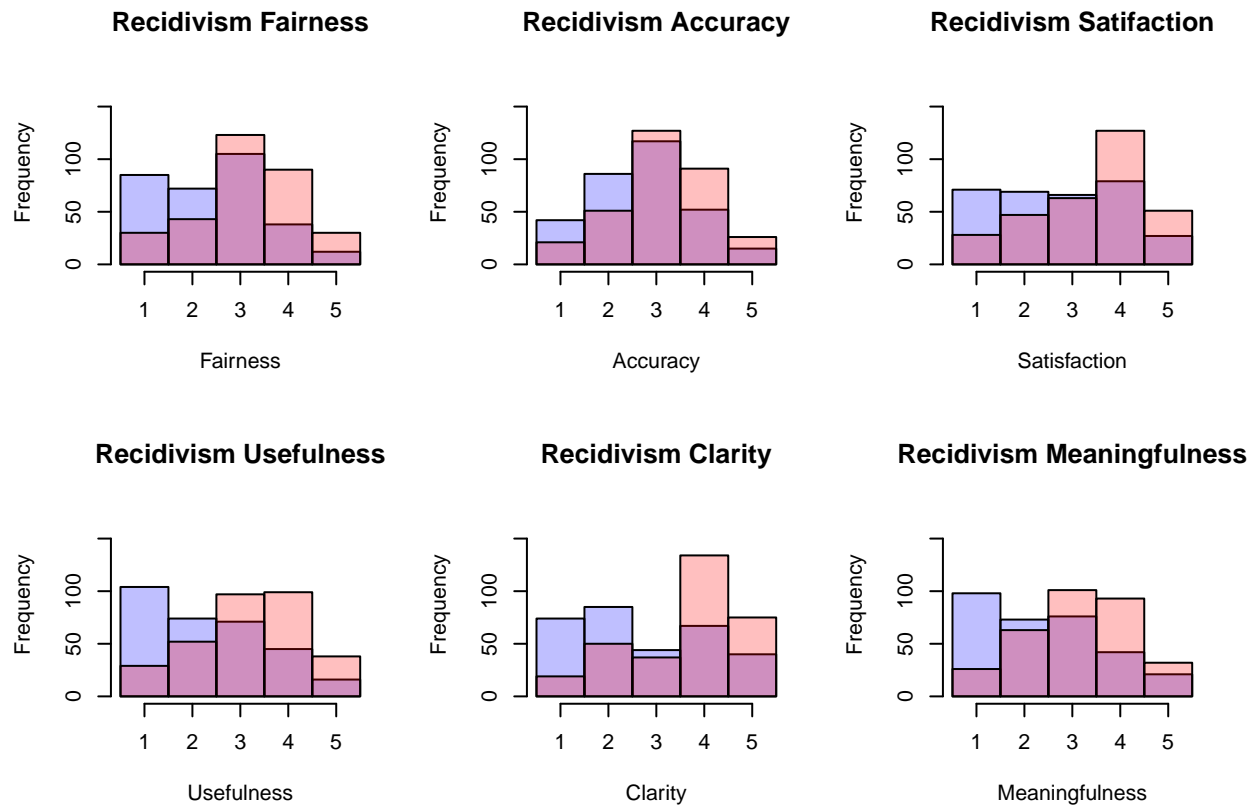 Recidivism Fairness
Frequency
0 50 100
1 2 3 4 5
Fairness
Recidivism Accuracy
Frequency
0 50 100
1 2 3 4 5
Accuracy
Recidivism Satifaction
Frequency
0 50 100
1 2 3 4 5
Satisfaction
Recidivism Usefulness
Frequency
0 50 100
1 2 3 4 5
Usefulness
Recidivism Clarity
Frequency
0 50 100
1 2 3 4 5
Clarity
Recidivism Meaningfulness
Frequency
0 50 100
1 2 3 4 5
Meaningfulness